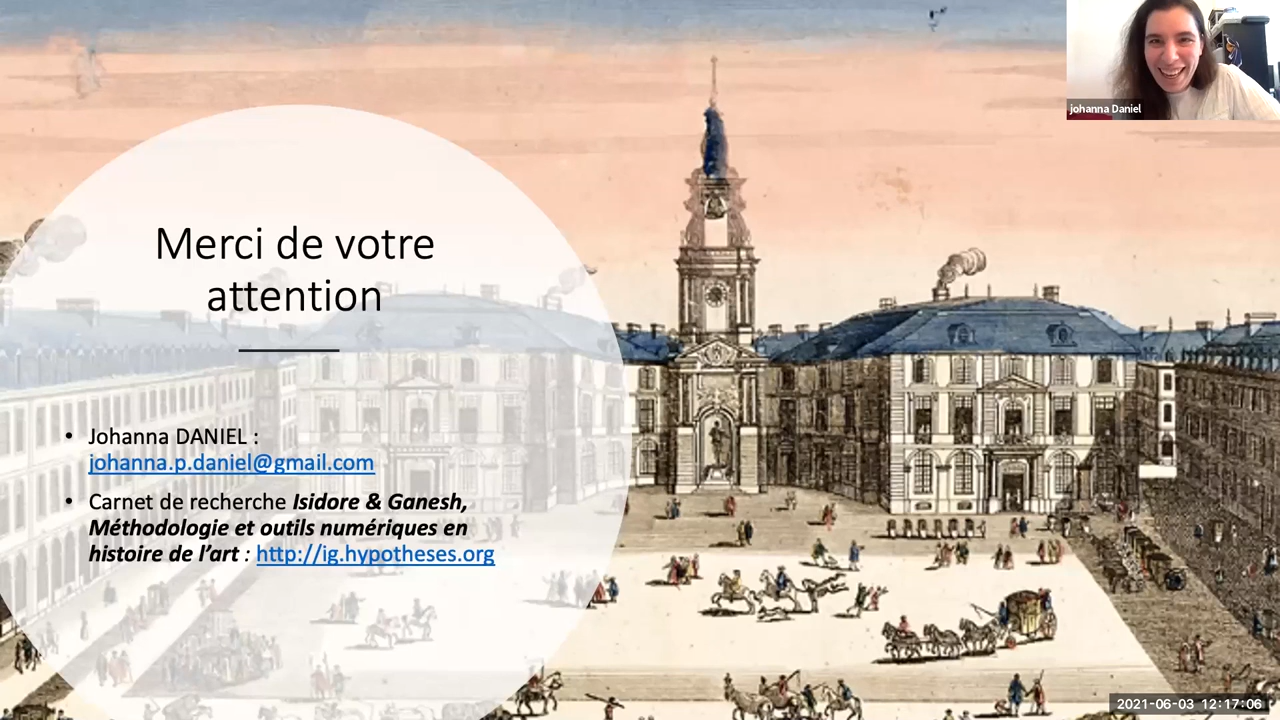 johanna Daniel
Merci de votre
attention
• Johanna DANIEL :
johanna.p.daniel@gmail.com
• Carnet de recherche Isidore & Ganesh,
Méthodologie et outils numériques en
histoire de l’art : http://ig.hypotheses.org
2021-06-03 12:17:06